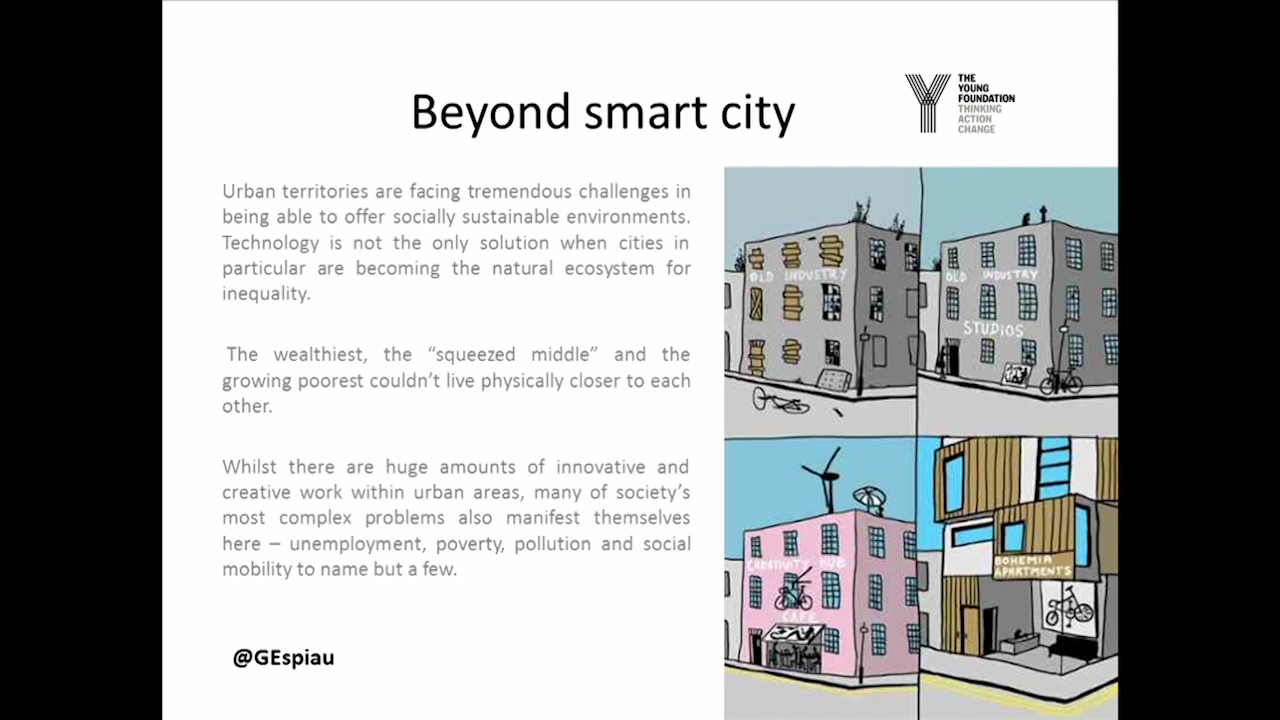 Beyond smart city
THE
YOUNG
FOUNDATION
THINKING
ACTION
CHANGE
Urban territories are facing tremendous challenges in
being able to offer socially sustainable environments.
Technology is not the only solution when cities in
particular are becoming the natural ecosystem for
inequality.
The wealthiest, the “squeezed middle” and the
growing poorest couldn’t live physically closer to each
other.
Whilst there are huge amounts of innovative and
creative work within urban areas, many of society’s
most complex problems also manifest themselves
here – unemployment, poverty, pollution and social
mobility to name but a few.
@GEspiau
OLD INDUSTRY
OLD INDUSTRY
STUDIOS
CREATIVITY HUB
CAFE
BOHEMIA
APARTMENTS